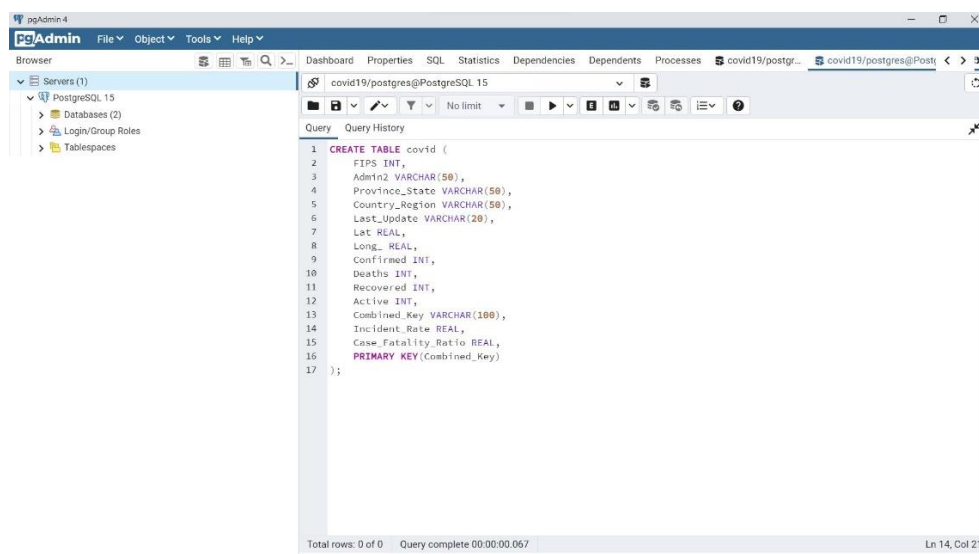 pgAdmin 4
pgAdmin File Object Tools Help
Browser
Dashboard Properties SQL Statistics Dependencies Dependents Processes covid19/postgr... covid19/postgres@Postg
Servers (1)
PostgreSQL 15
Databases (2)
Login/Group Roles
Tablespaces
covid19/postgres@PostgreSQL 15
No limit
Query Query History
1 CREATE TABLE covid (
2 FIPS INT,
3 Admin2 VARCHAR(50),
4 Province_State VARCHAR(50),
5 Country_Region VARCHAR(50),
6 Last_Update VARCHAR(20),
7 Lat REAL,
8 Long_ REAL,
9 Confirmed INT,
10 Deaths INT,
11 Recovered INT,
12 Active INT,
13 Combined_Key VARCHAR(100),
14 Incident_Rate REAL,
15 Case_Fatality_Ratio REAL,
16 PRIMARY KEY(Combined_Key)
17 );
Total rows: 0 of 0 Query complete 00:00:00.067 Ln 14, Col